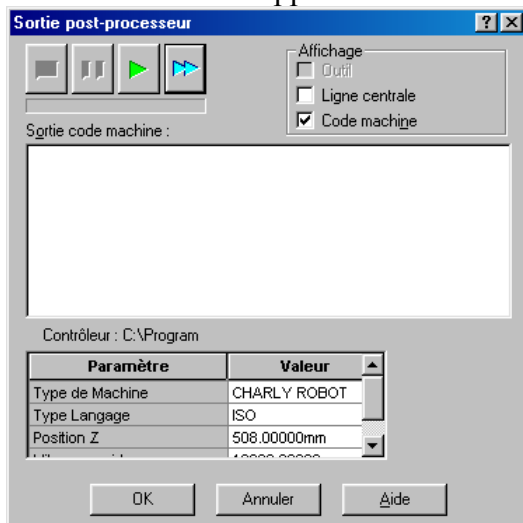 Sortie post-processeur
Affichage
Outil
Ligne centrale
Code machine
Sortie code machine :
Contrôleur : C:\Program
Paramètre Valeur
Type de Machine CHARLY ROBOT
Type Langage ISO
Position Z 508.00000mm
OK Annuler Aide